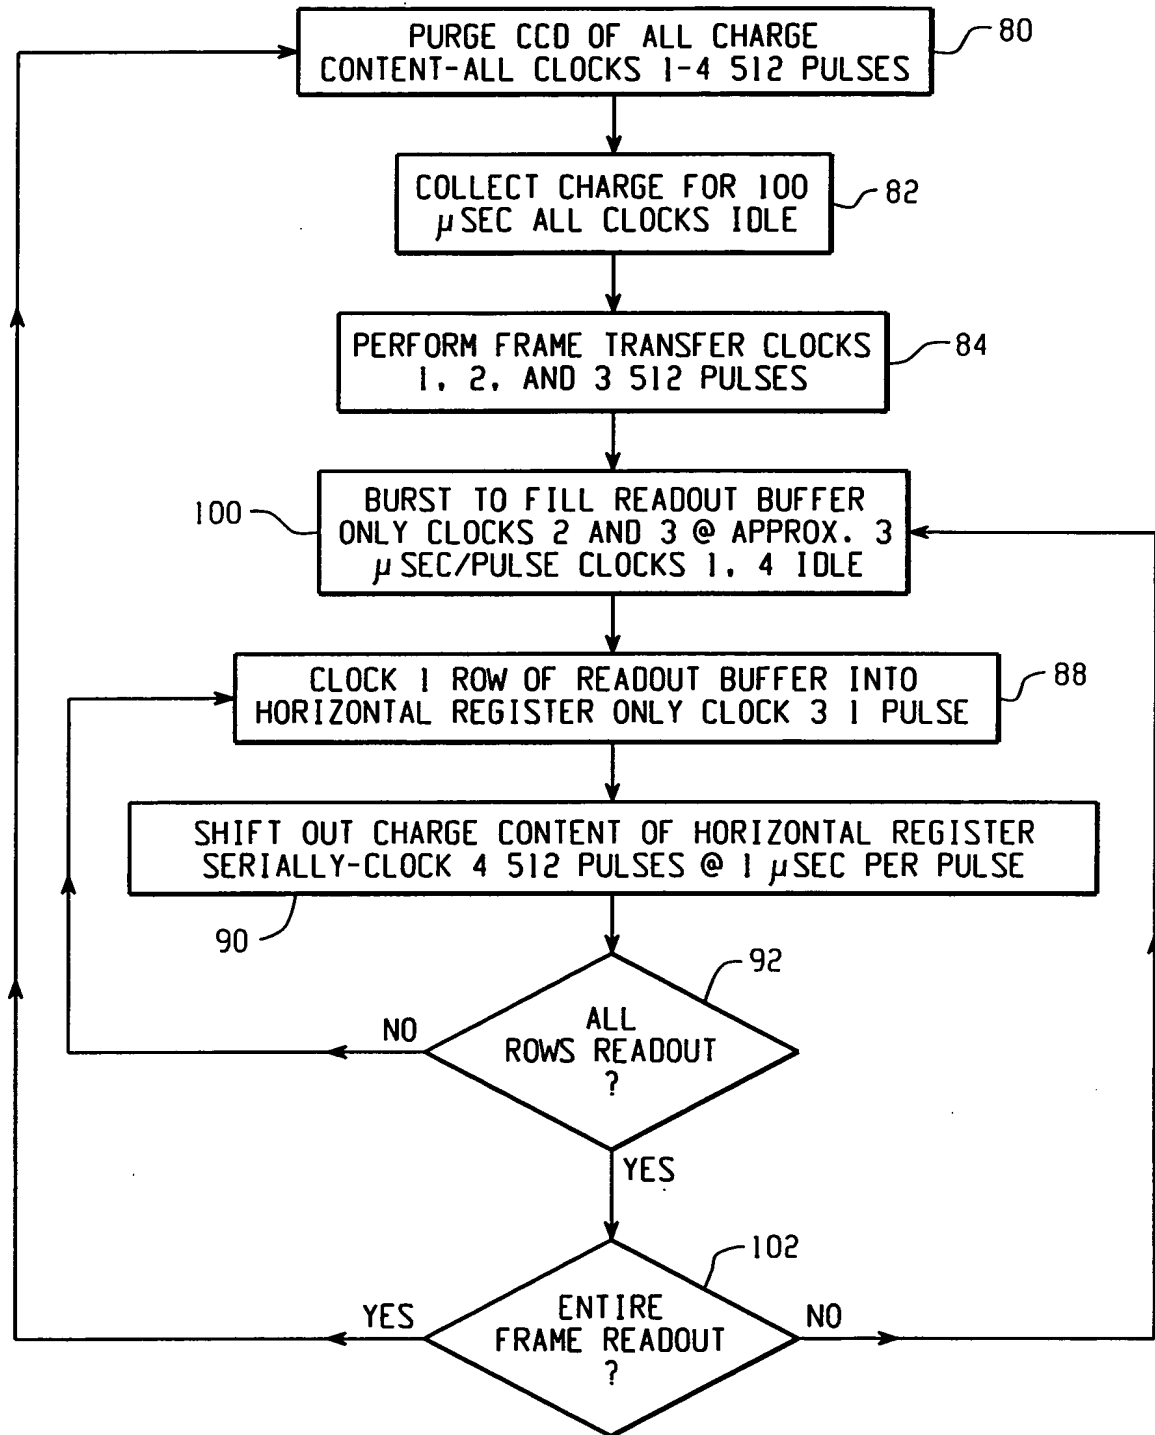 PURGE CCD OF ALL CHARGE
CONTENT-ALL CLOCKS 1-4 512 PULSES
80
COLLECT CHARGE FOR 100
μSEC ALL CLOCKS IDLE
82
PERFORM FRAME TRANSFER CLOCKS
1, 2, AND 3 512 PULSES
84
BURST TO FILL READOUT BUFFER
ONLY CLOCKS 2 AND 3 @ APPROX. 3
μSEC/PULSE CLOCKS 1, 4 IDLE
100
CLOCK 1 ROW OF READOUT BUFFER INTO
HORIZONTAL REGISTER ONLY CLOCK 3 1 PULSE
88
SHIFT OUT CHARGE CONTENT OF HORIZONTAL REGISTER
SERIALLY-CLOCK 4 512 PULSES @ 1 μSEC PER PULSE
90
92
ALL
ROWS READOUT
?
NO
YES
102
ENTIRE
FRAME READOUT
?
YES
NO